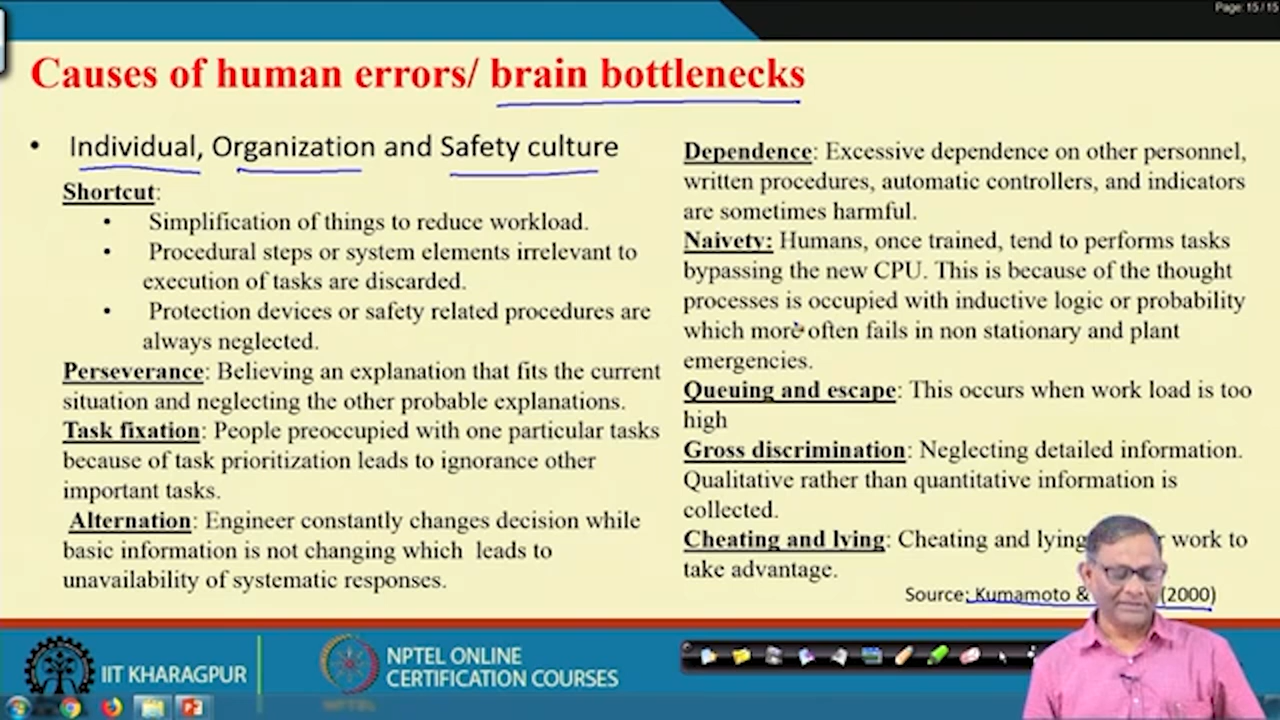 Page: 15 / 15
Causes of human errors/ brain bottlenecks
• Individual, Organization and Safety culture
Shortcut:
• Simplification of things to reduce workload.
• Procedural steps or system elements irrelevant to
execution of tasks are discarded.
• Protection devices or safety related procedures are
always neglected.
Perseverance: Believing an explanation that fits the current
situation and neglecting the other probable explanations.
Task fixation: People preoccupied with one particular tasks
because of task prioritization leads to ignorance other
important tasks.
Alternation: Engineer constantly changes decision while
basic information is not changing which leads to
unavailability of systematic responses.
Dependence: Excessive dependence on other personnel,
written procedures, automatic controllers, and indicators
are sometimes harmful.
Naivety: Humans, once trained, tend to performs tasks
bypassing the new CPU. This is because of the thought
processes is occupied with inductive logic or probability
which more often fails in non stationary and plant
emergencies.
Queuing and escape: This occurs when work load is too
high
Gross discrimination: Neglecting detailed information.
Qualitative rather than quantitative information is
collected.
Cheating and lying: Cheating and lying work to
take advantage.
Source: Kumamoto & (2000)
IIT KHARAGPUR
NPTEL ONLINE
CERTIFICATION COURSES